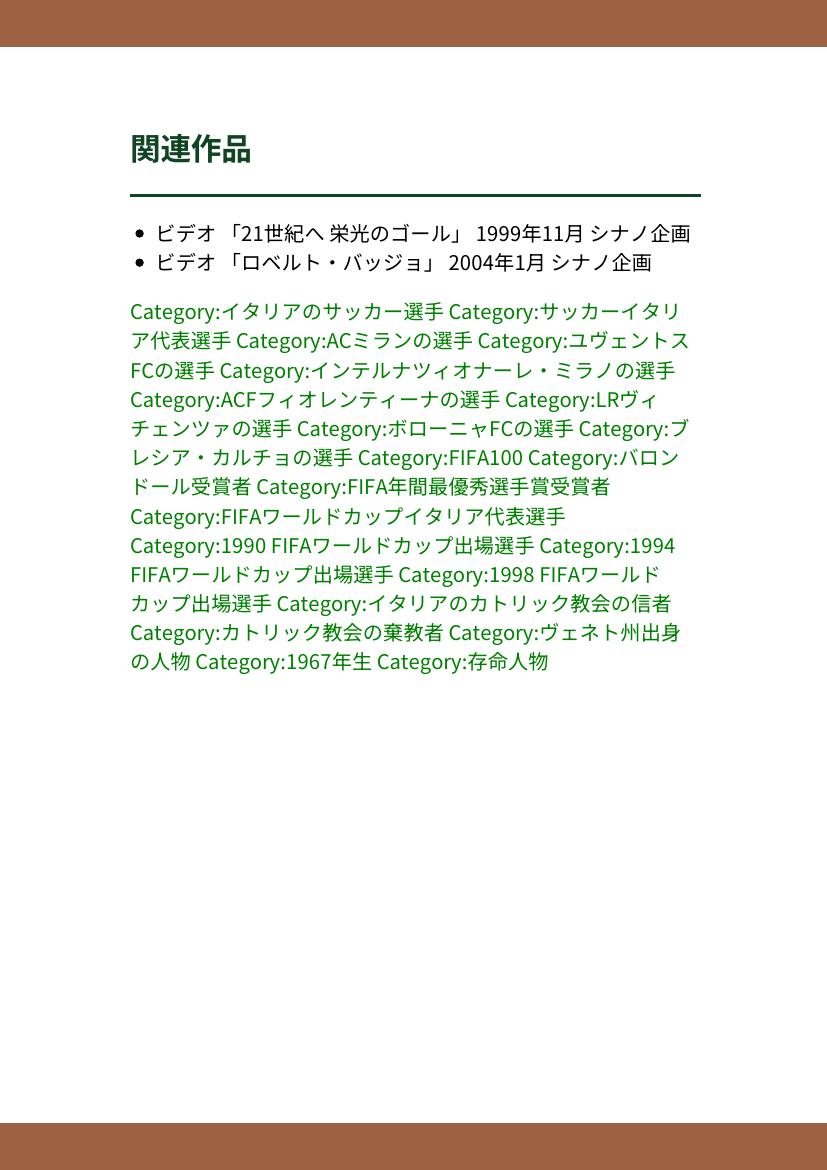 関連作品
• ビデオ 「21世紀へ 栄光のゴール」 1999年11月 シナノ企画
• ビデオ 「ロベルト・バッジョ」 2004年1月 シナノ企画
Category:イタリアのサッカー選手 Category:サッカーイタリ
ア代表選手 Category:ACミランの選手 Category:ユヴェントス
FCの選手 Category:インテルナツィオナーレ・ミラノの選手
Category:ACFフィオレンティーナの選手 Category:LRヴィ
チェンツァの選手 Category:ボローニャFCの選手 Category:ブ
レシア・カルチョの選手 Category:FIFA100 Category:バロン
ドール受賞者 Category:FIFA年間最優秀選手賞受賞者
Category:FIFAワールドカップイタリア代表選手
Category:1990 FIFAワールドカップ出場選手 Category:1994
FIFAワールドカップ出場選手 Category:1998 FIFAワールド
カップ出場選手 Category:イタリアのカトリック教会の信者
Category:カトリック教会の棄教者 Category:ヴェネト州出身
の人物 Category:1967年生 Category:存命人物